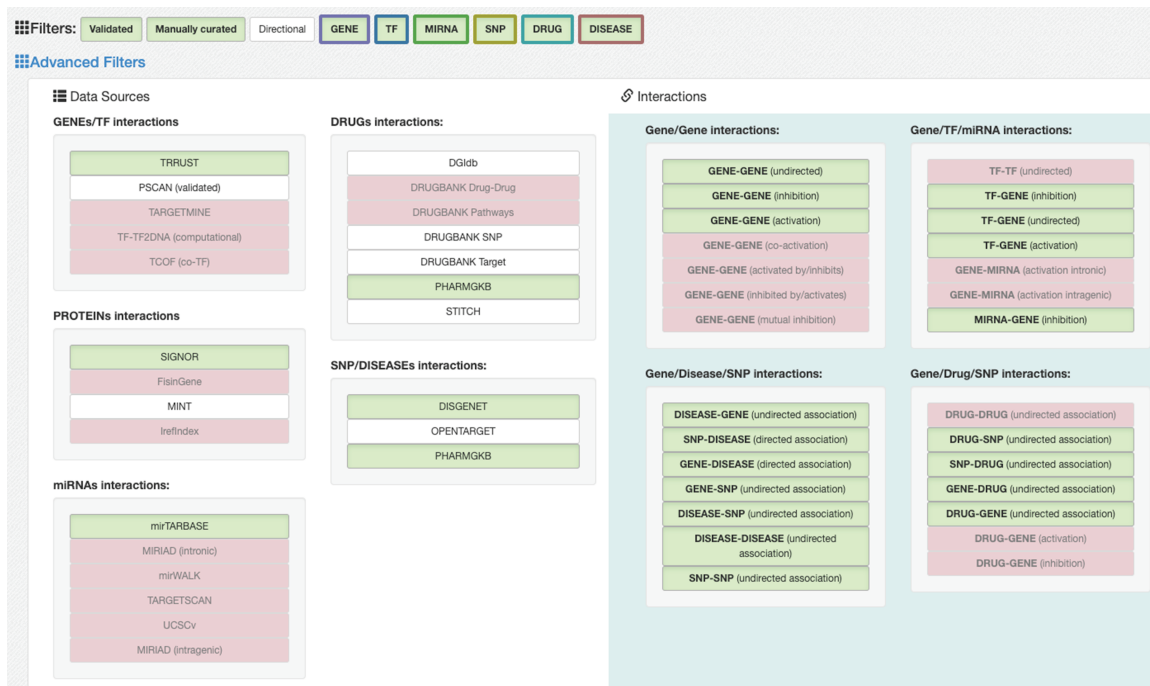 Filters: Validated Manually curated Directional GENE TF MIRNA SNP DRUG DISEASE
Advanced Filters
Data Sources
GENEs/TF interactions
TRRUST
PSCAN (validated)
TARGETMINE
TF-TF2DNA (computational)
TCOF (co-TF)
PROTEINs interactions
SIGNOR
FisinGene
MINT
IrefIndex
miRNAs interactions:
mirTARBASE
MIRIAD (intronic)
mirWALK
TARGETSCAN
UCSCv
MIRIAD (intragenic)
DRUGs interactions:
DGIdb
DRUGBANK Drug-Drug
DRUGBANK Pathways
DRUGBANK SNP
DRUGBANK Target
PHARMGKB
STITCH
SNP/DISEASEs interactions:
DISGENET
OPENTARGET
PHARMGKB
Interactions
Gene/Gene interactions:
GENE-GENE (undirected)
GENE-GENE (inhibition)
GENE-GENE (activation)
GENE-GENE (co-activation)
GENE-GENE (activated by/inhibits)
GENE-GENE (inhibited by/activates)
GENE-GENE (mutual inhibition)
Gene/TF/miRNA interactions:
TF-TF (undirected)
TF-GENE (inhibition)
TF-GENE (undirected)
TF-GENE (activation)
GENE-MIRNA (activation intronic)
GENE-MIRNA (activation intragenic)
MIRNA-GENE (inhibition)
Gene/Disease/SNP interactions:
DISEASE-GENE (undirected association)
SNP-DISEASE (directed association)
GENE-DISEASE (directed association)
GENE-SNP (undirected association)
DISEASE-SNP (undirected association)
DISEASE-DISEASE (undirected
association)
SNP-SNP (undirected association)
Gene/Drug/SNP interactions:
DRUG-DRUG (undirected association)
DRUG-SNP (undirected association)
SNP-DRUG (undirected association)
GENE-DRUG (undirected association)
DRUG-GENE (undirected association)
DRUG-GENE (activation)
DRUG-GENE (inhibition)